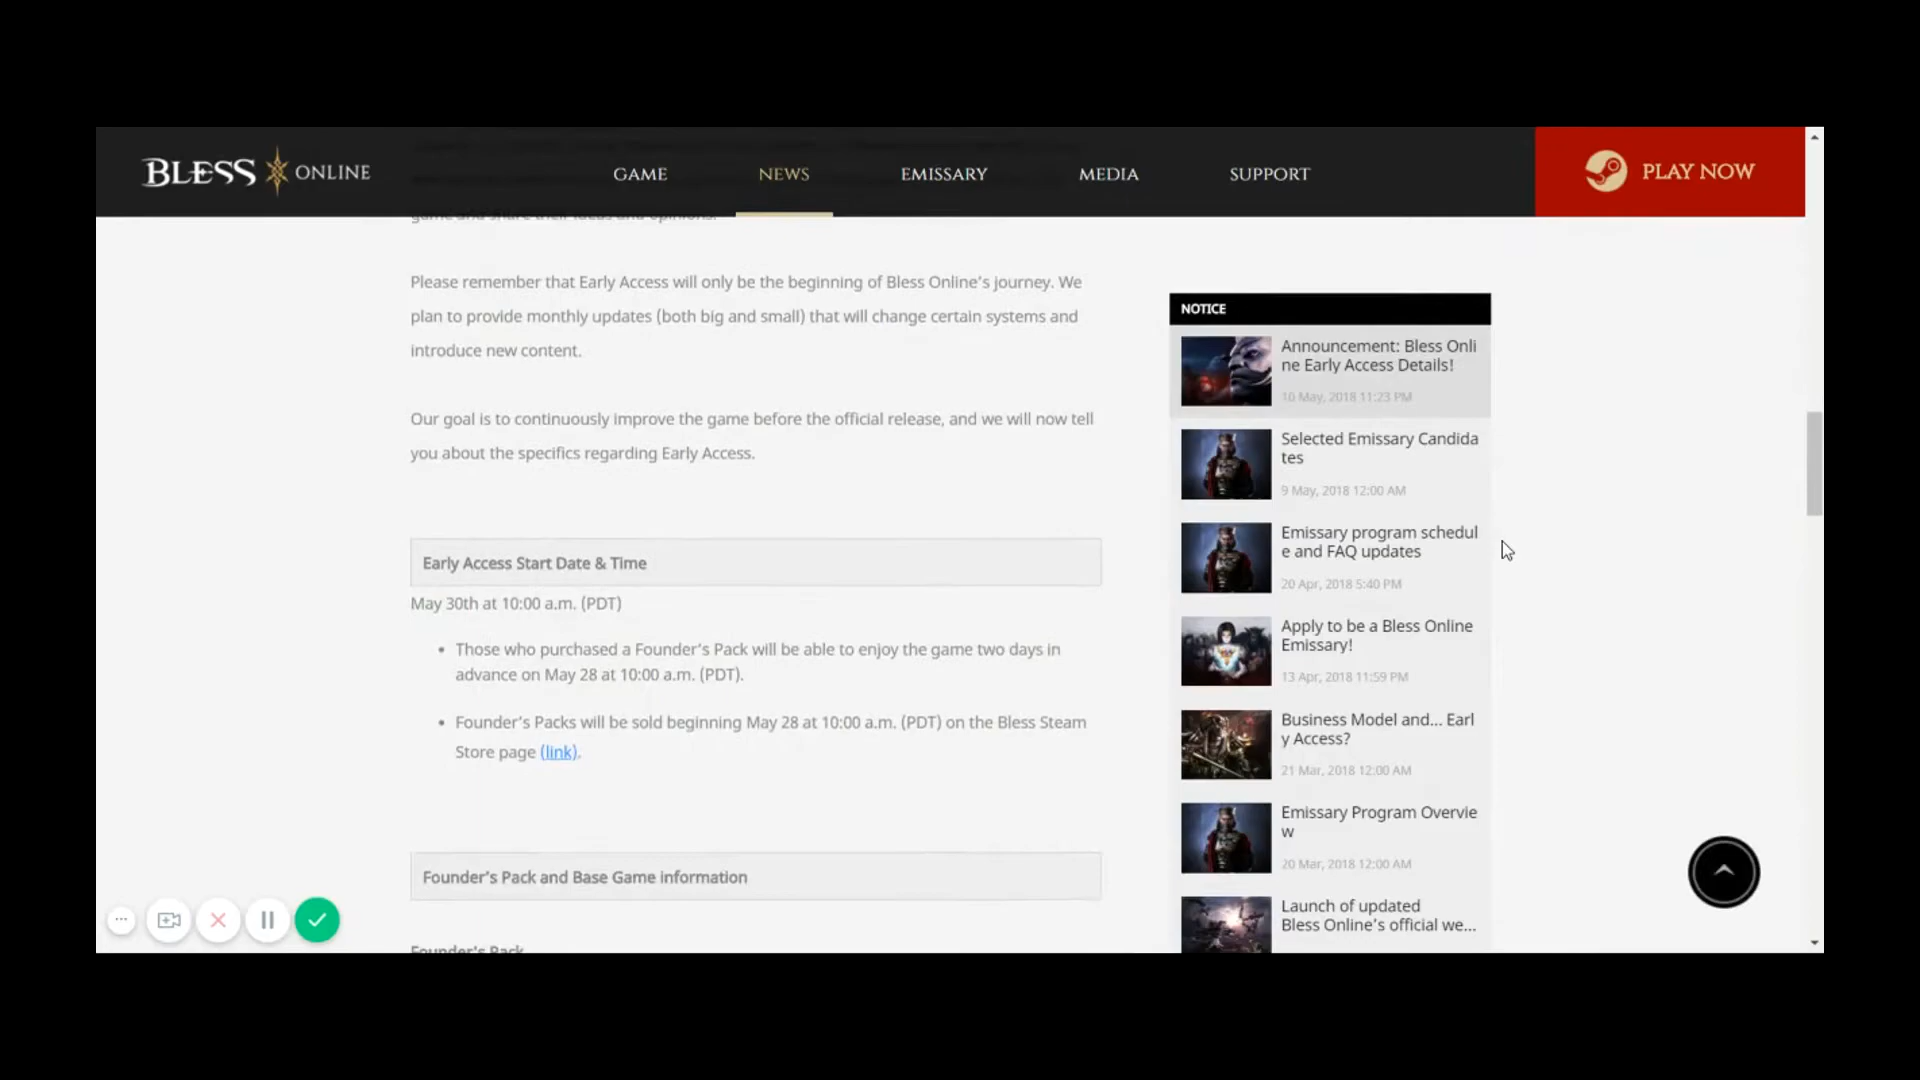 BLESS ONLINE
GAME
NEWS
EMISSARY
MEDIA
SUPPORT
PLAY NOW
game and share their ideas and opinions.
Please remember that Early Access will only be the beginning of Bless Online's journey. We
plan to provide monthly updates (both big and small) that will change certain systems and
introduce new content.
Our goal is to continuously improve the game before the official release, and we will now tell
you about the specifics regarding Early Access.
Early Access Start Date & Time
May 30th at 10:00 a.m. (PDT)
• Those who purchased a Founder's Pack will be able to enjoy the game two days in
advance on May 28 at 10:00 a.m. (PDT).
• Founder's Packs will be sold beginning May 28 at 10:00 a.m. (PDT) on the Bless Steam
Store page (link).
Founder's Pack and Base Game information
Founder's Pack
NOTICE
Announcement: Bless Onli
ne Early Access Details!
10 May, 2018 11:23 PM
Selected Emissary Candida
tes
9 May, 2018 12:00 AM
Emissary program schedul
e and FAQ updates
20 Apr, 2018 5:40 PM
Apply to be a Bless Online
Emissary!
13 Apr, 2018 11:59 PM
Business Model and... Earl
y Access?
21 Mar, 2018 12:00 AM
Emissary Program Overvie
w
20 Mar, 2018 12:00 AM
Launch of updated
Bless Online's official we...